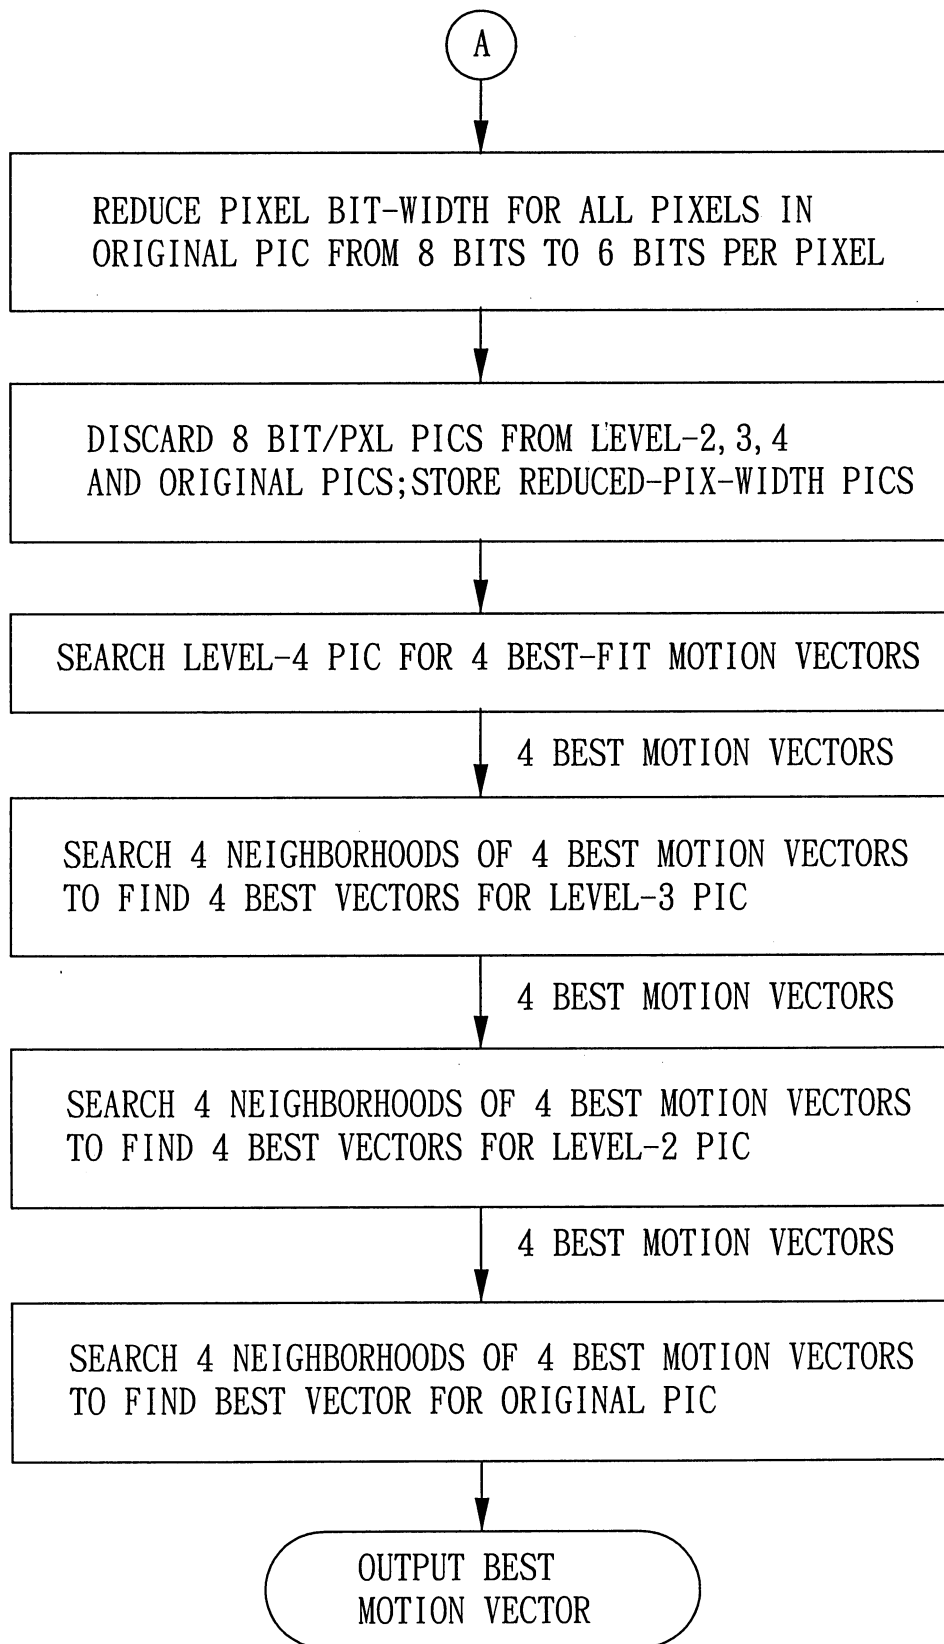 A
REDUCE PIXEL BIT-WIDTH FOR ALL PIXELS IN
ORIGINAL PIC FROM 8 BITS TO 6 BITS PER PIXEL
DISCARD 8 BIT/PXL PICS FROM LEVEL-2,3,4
AND ORIGINAL PICS;STORE REDUCED-PIX-WIDTH PICS
SEARCH LEVEL-4 PIC FOR 4 BEST-FIT MOTION VECTORS
4 BEST MOTION VECTORS
SEARCH 4 NEIGHBORHOODS OF 4 BEST MOTION VECTORS
TO FIND 4 BEST VECTORS FOR LEVEL-3 PIC
4 BEST MOTION VECTORS
SEARCH 4 NEIGHBORHOODS OF 4 BEST MOTION VECTORS
TO FIND 4 BEST VECTORS FOR LEVEL-2 PIC
4 BEST MOTION VECTORS
SEARCH 4 NEIGHBORHOODS OF 4 BEST MOTION VECTORS
TO FIND BEST VECTOR FOR ORIGINAL PIC
OUTPUT BEST
MOTION VECTOR